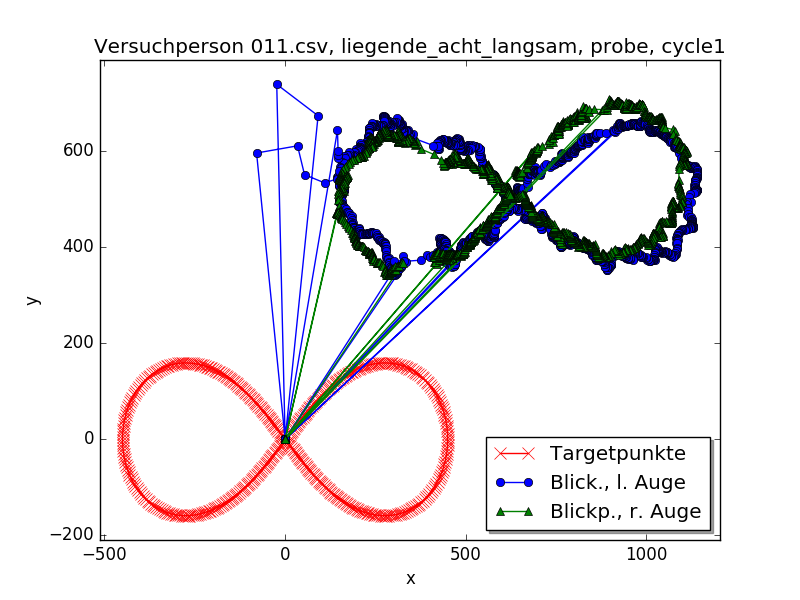 Versuchperson 011.csv, liegende_acht_langsam, probe, cycle1
600
400
200
0
−200
y
−500
0
500
1000
x
Targetpunkte
Blick., l. Auge
Blickp., r. Auge